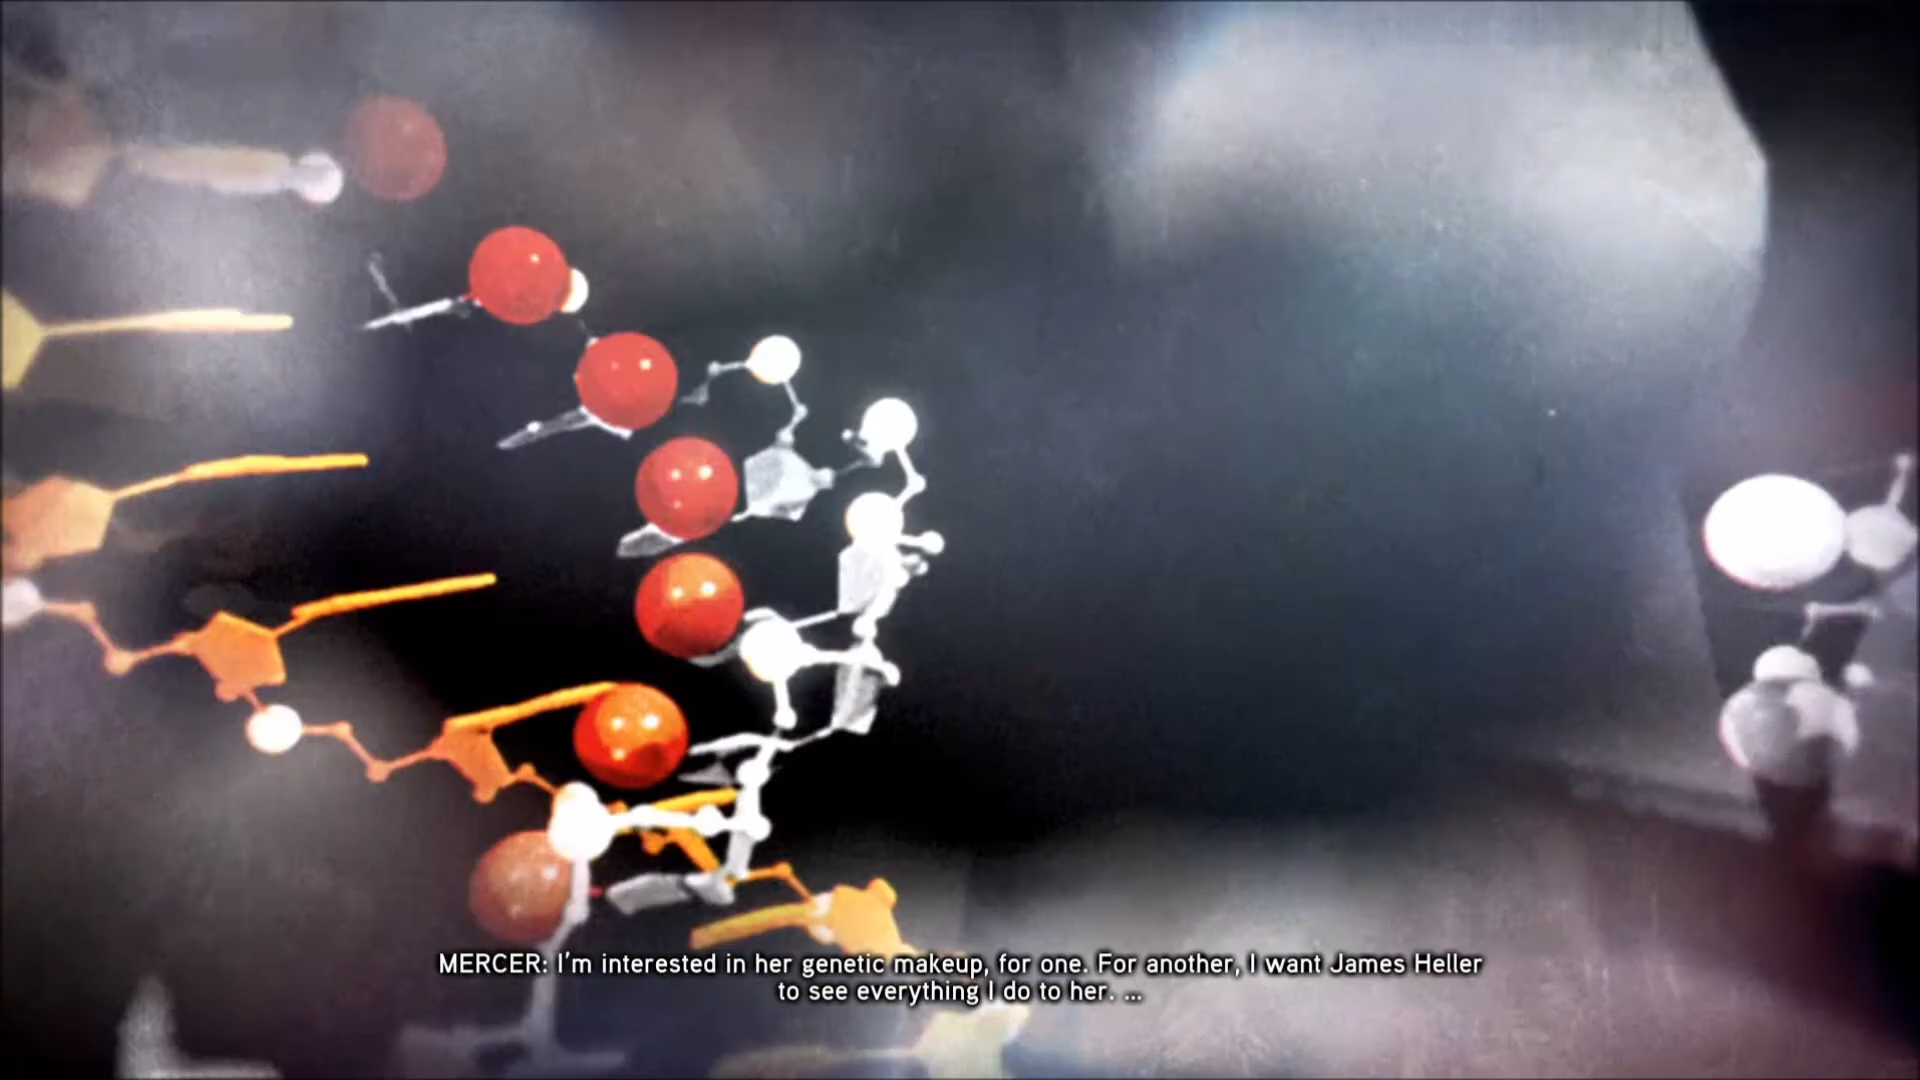 MERCER: I'm interested in her genetic makeup, for one. For another, I want James Heller
to see everything I do to her. ...